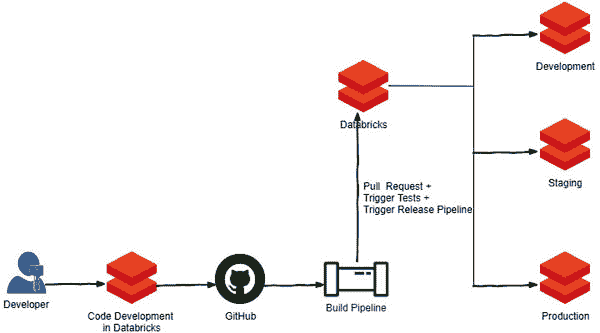 Development
Databricks
Pull Request +
Trigger Tests +
Trigger Release Pipeline
Staging
Developer
Code Development
in Databricks
GitHub
Build Pipeline
Production